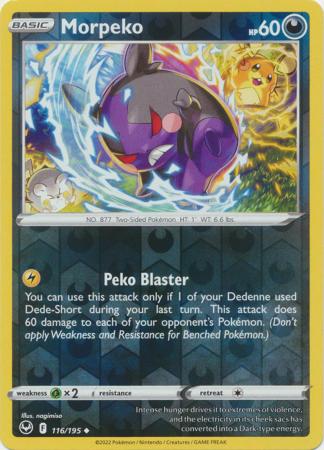 BASIC
Morpeko
HP60
NO. 877 Two-Sided Pokémon. HT: 1' WT: 6.6 lbs.
Peko Blaster
You can use this attack only if 1 of your Dedenne used
Dede-Short during your last turn. This attack does
60 damage to each of your opponent's Pokémon. (Don't
apply Weakness and Resistance for Benched Pokémon.)
weakness ×2 resistance retreat
Illus. nagimiso
F 116/195
Intense hunger drives it to extremes of violence,
and the electricity in its cheek sacs has
converted into a Dark-type energy.
©2022 Pokémon / Nintendo / Creatures / GAME FREAK